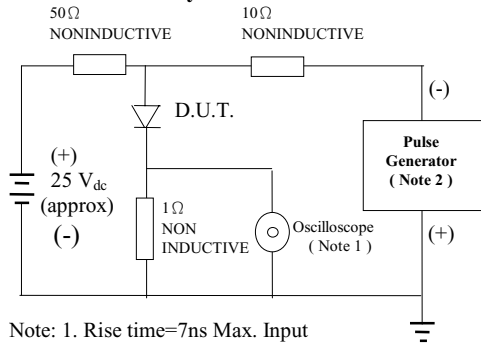 50Ω
NONINDUCTIVE
10Ω
NONINDUCTIVE
D.U.T.
(-)
Pulse
Generator
( Note 2 )
(+)
(+)
25 Vdc
(approx)
(-)
1Ω
NON
INDUCTIVE
Oscilloscope
( Note 1 )
Note: 1. Rise time=7ns Max. Input